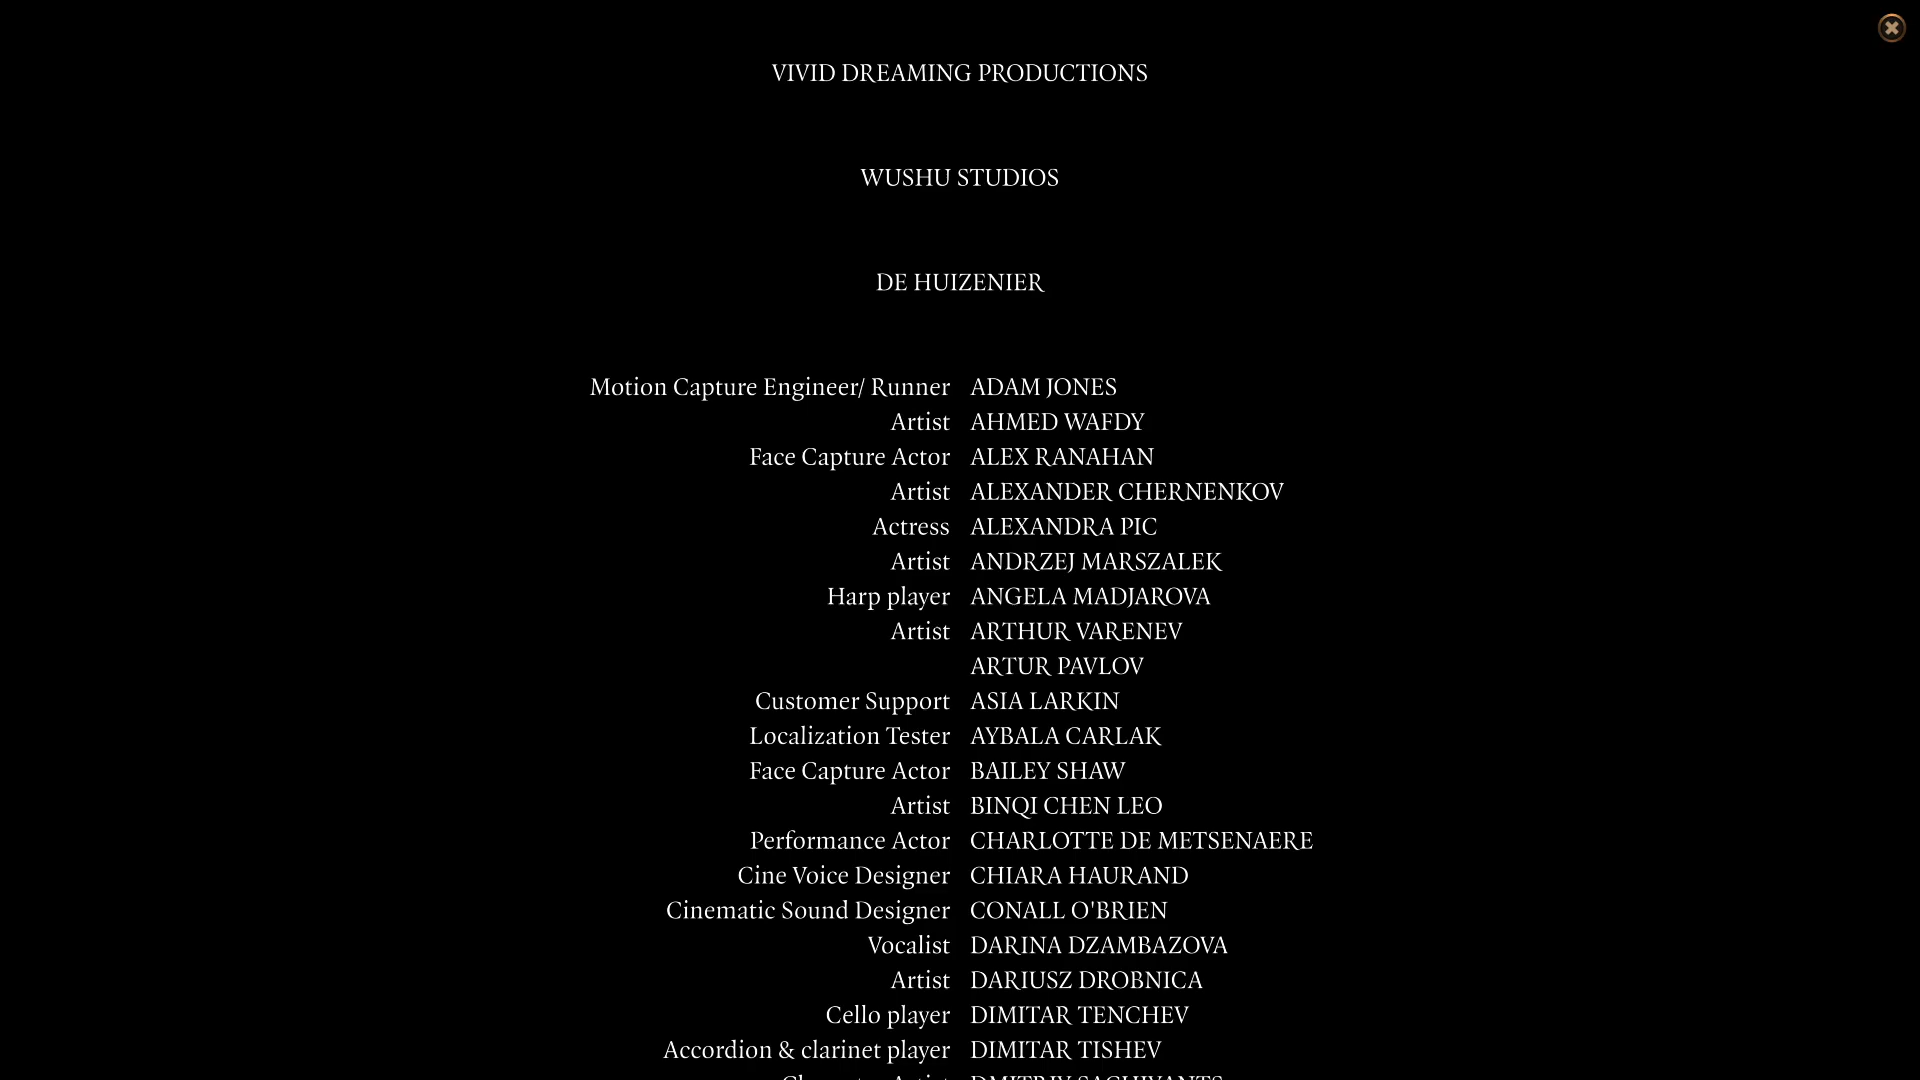 VIVID DREAMING PRODUCTIONS
WUSHU STUDIOS
DE HUIZENIER
Motion Capture Engineer/ Runner ADAM JONES
Artist AHMED WAFDY
Face Capture Actor ALEX RANAHAN
Artist ALEXANDER CHERNENKOV
Actress ALEXANDRA PIC
Artist ANDRZEJ MARSZALEK
Harp player ANGELA MADJAROVA
Artist ARTHUR VARENEV
ARTUR PAVLOV
Customer Support ASIA LARKIN
Localization Tester AYBALA CARLAK
Face Capture Actor BAILEY SHAW
Artist BINQI CHEN LEO
Performance Actor CHARLOTTE DE METSENAERE
Cine Voice Designer CHIARA HAURAND
Cinematic Sound Designer CONALL O'BRIEN
Vocalist DARINA DZAMBAZOVA
Artist DARIUSZ DROBNICA
Cello player DIMITAR TENCHEV
Accordion & clarinet player DIMITAR TISHEV